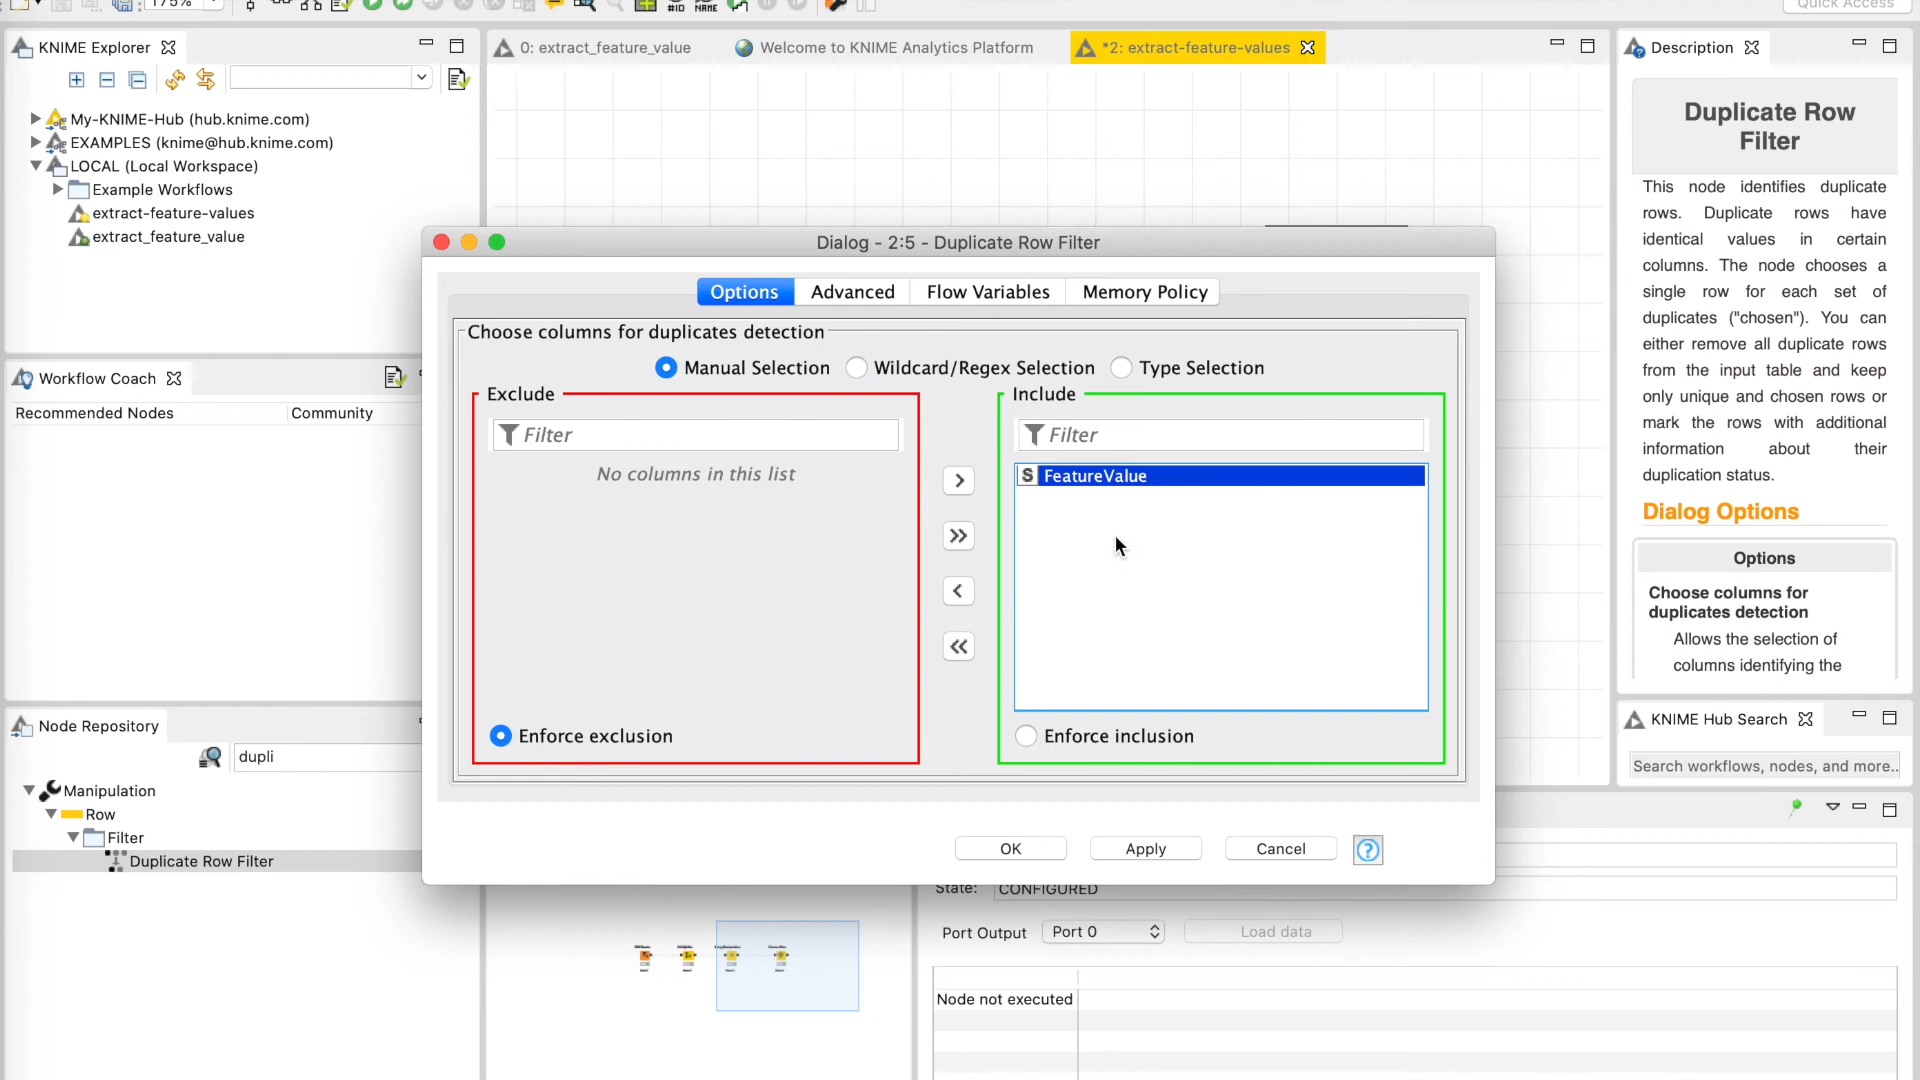 175%
#ID
NAME
Quick Access
KNIME Explorer
0: extract_feature_value
Welcome to KNIME Analytics Platform
*2: extract-feature-values
Description
My-KNIME-Hub (hub.knime.com)
EXAMPLES (knime@hub.knime.com)
LOCAL (Local Workspace)
Example Workflows
extract-feature-values
extract_feature_value
Duplicate Row
Filter
This node identifies duplicate
rows. Duplicate rows have
identical values in certain
columns. The node chooses a
single row for each set of
duplicates ("chosen"). You can
either remove all duplicate rows
from the input table and keep
only unique and chosen rows or
mark the rows with additional
information about their
duplication status.
Dialog Options
Options
Choose columns for
duplicates detection
Allows the selection of
columns identifying the
Dialog - 2:5 - Duplicate Row Filter
Options
Advanced
Flow Variables
Memory Policy
Choose columns for duplicates detection
Manual Selection
Wildcard/Regex Selection
Type Selection
Exclude
Include
Filter
Filter
No columns in this list
S FeatureValue
>
>>
<
<<
Enforce exclusion
Enforce inclusion
OK
Apply
Cancel
?
Workflow Coach
Recommended Nodes
Community
Node Repository
dupli
Manipulation
Row
Filter
Duplicate Row Filter
KNIME Hub Search
Search workflows, nodes, and more..
State:
CONFIGURED
Port Output
Port 0
Load data
Node not executed